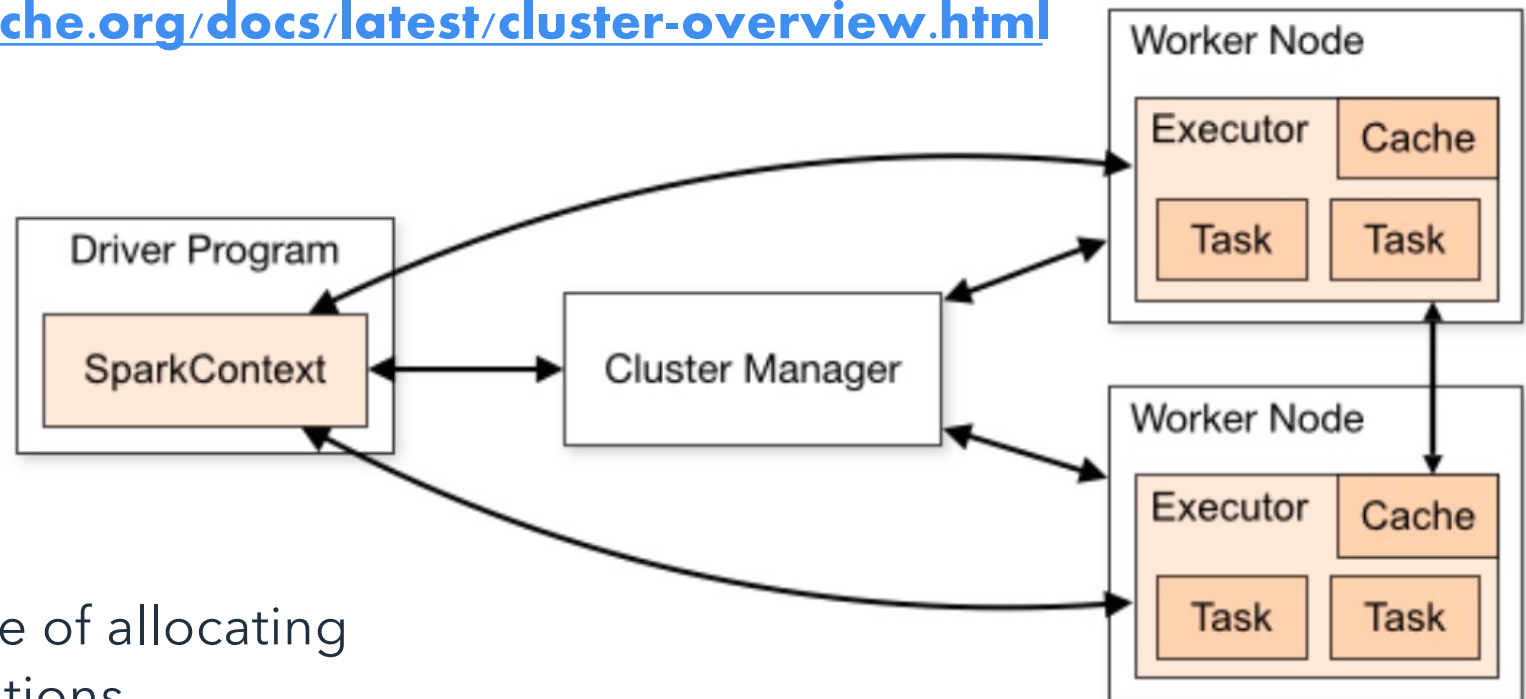 che.org/docs/latest/cluster-overview.html
Worker Node
Executor
Cache
Task
Task
Driver Program
SparkContext
Cluster Manager
Worker Node
Executor
Cache
Task
Task
e of allocating